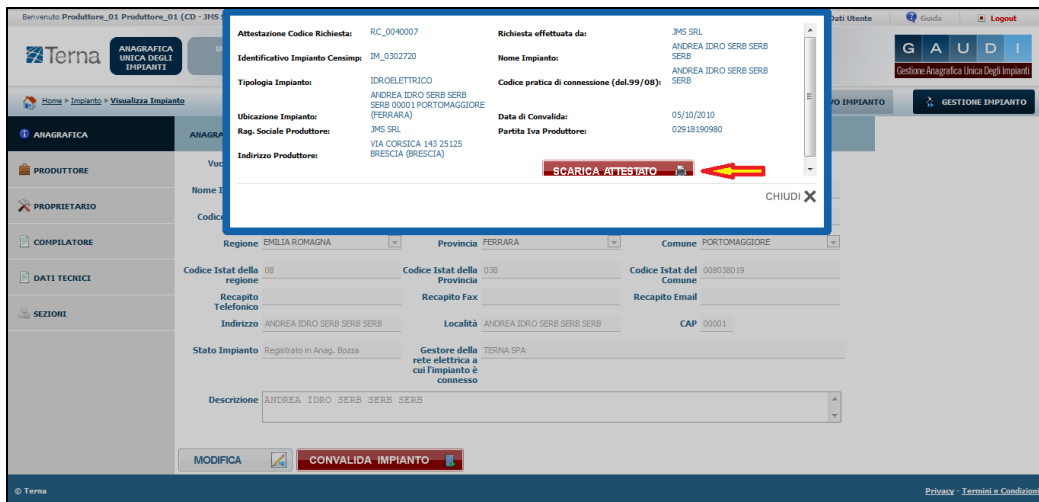 Benvenuto Produttore_01 Produttore_01 (CD - JMS
Dati Utente
Guida
Logout
Terna
ANAGRAFICA
UNICA DEGLI
IMPIANTI
G A U D I
Gestione Anagrafica Unica Degli Impianti
Home » Impianto » Visualizza Impianto
VO IMPIANTO
GESTIONE IMPIANTO
Attestazione Codice Richiesta: RC_0040007 Richiesta effettuata da: JMS SRL
Identificativo Impianto Censimp: IM_0302720 Nome Impianto: ANDREA IDRO SERB SERB
SERB
Tipologia Impianto: IDROELETTRICO Codice pratica di connessione (del.99/08): ANDREA IDRO SERB SERB
SERB
Ubicazione Impianto: ANDREA IDRO SERB SERB
SERB 00001 PORTOMAGGIORE
(FERRARA) Data di Convalida: 05/10/2010
Rag. Sociale Produttore: JMS SRL Partita Iva Produttore: 02918190980
Indirizzo Produttore: VIA CORSICA 143 25125
BRESCIA (BRESCIA)
SCARICA ATTESTATO
CHIUDI X
ANAGRAFICA
PRODUTTORE
PROPRIETARIO
COMPILATORE
DATI TECNICI
SEZIONI
ANAGRA
Vuo
Nome I
Codice
Regione EMILIA ROMAGNA Provincia FERRARA Comune PORTOMAGGIORE
Codice Istat della
regione 08 Codice Istat della
Provincia 038 Codice Istat del
Comune 008038019
Recapito
Telefonico Recapito Fax Recapito Email
Indirizzo ANDREA IDRO SERB SERB SERB Località ANDREA IDRO SERB SERB SERB CAP 00001
Stato Impianto Registrato in Anag. Bozza Gestore della
rete elettrica a
cui l'impianto è
connesso TERNA SPA
Descrizione ANDREA IDRO SERB SERB SERB
MODIFICA
CONVALIDA IMPIANTO
© Terna
Privacy - Termini e Condizioni